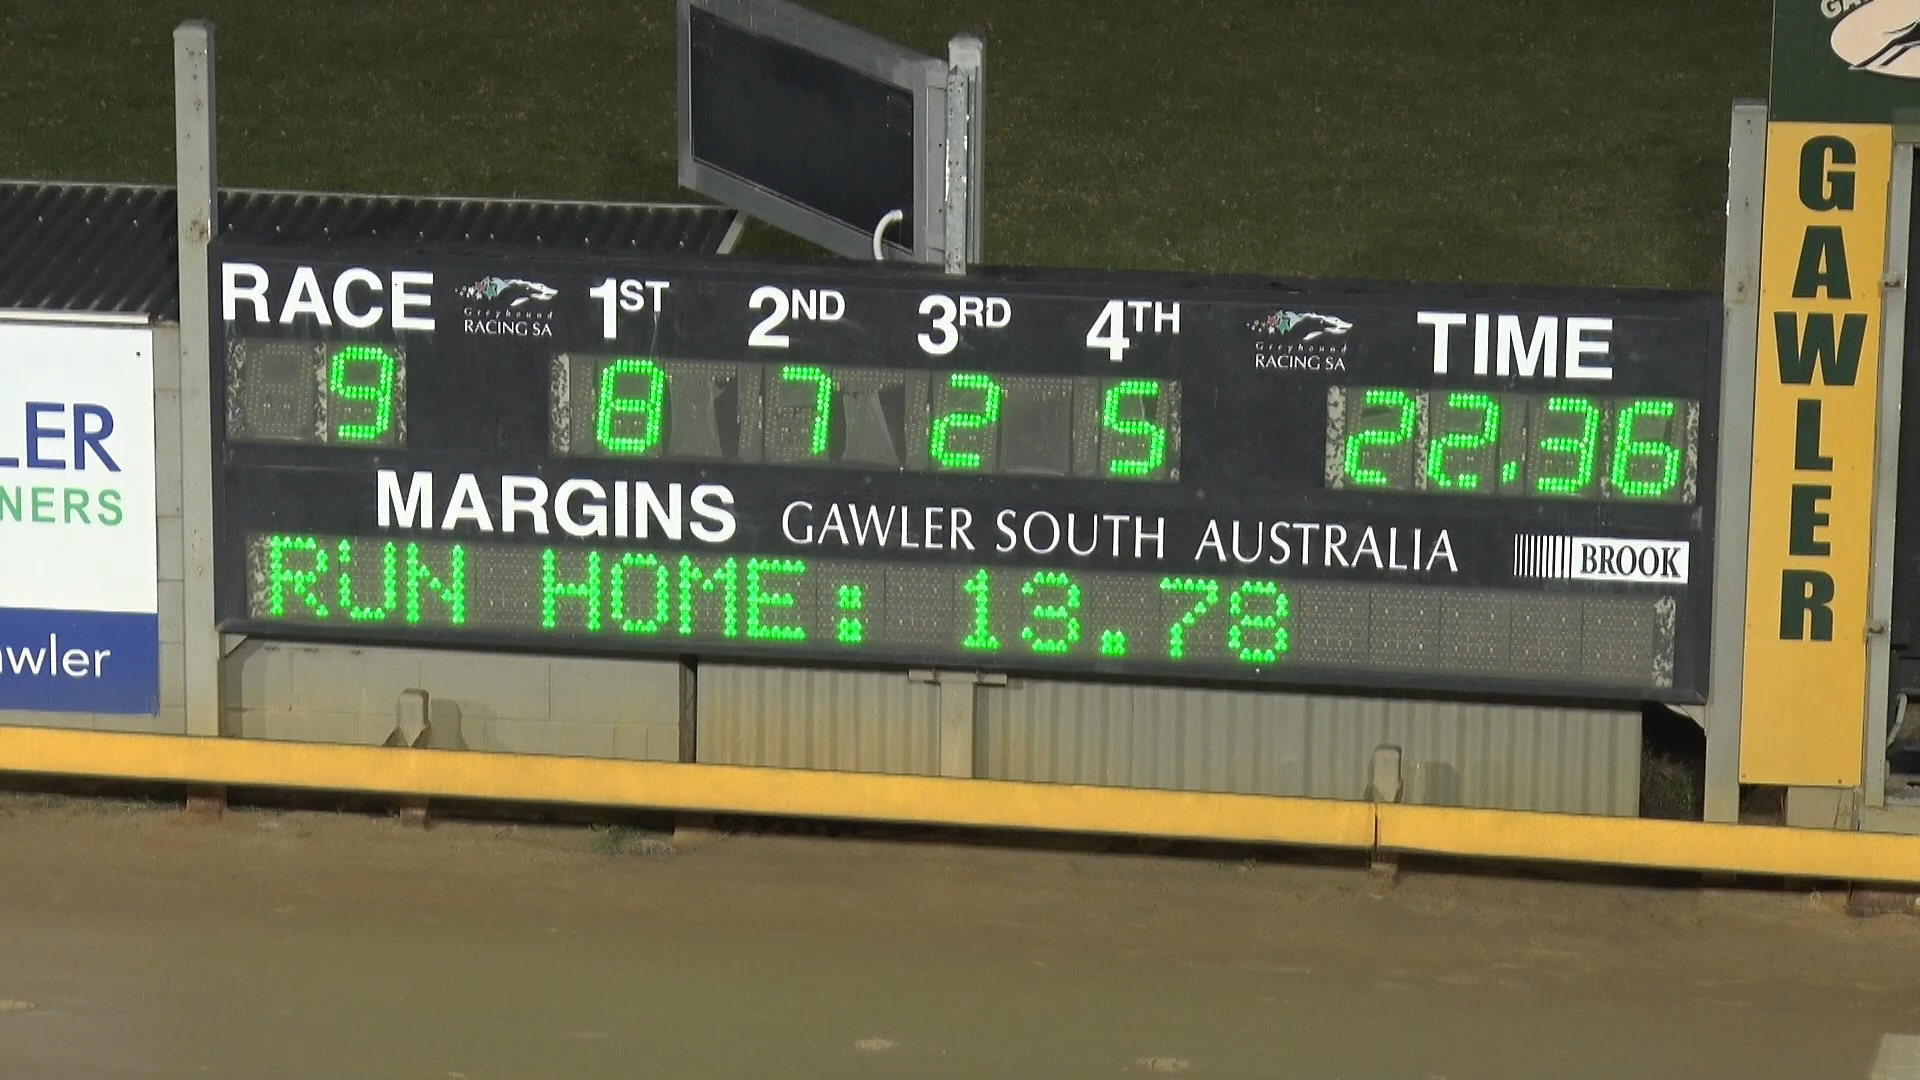 RACE
Greyhound
RACING SA
1ST 2ND 3RD 4TH
Greyhound
RACING SA
TIME
9 8 7 2 5 22.36
MARGINS GAWLER SOUTH AUSTRALIA BROOK
RUN HOME: 13.78
GAWLER
LER
NERS
awler